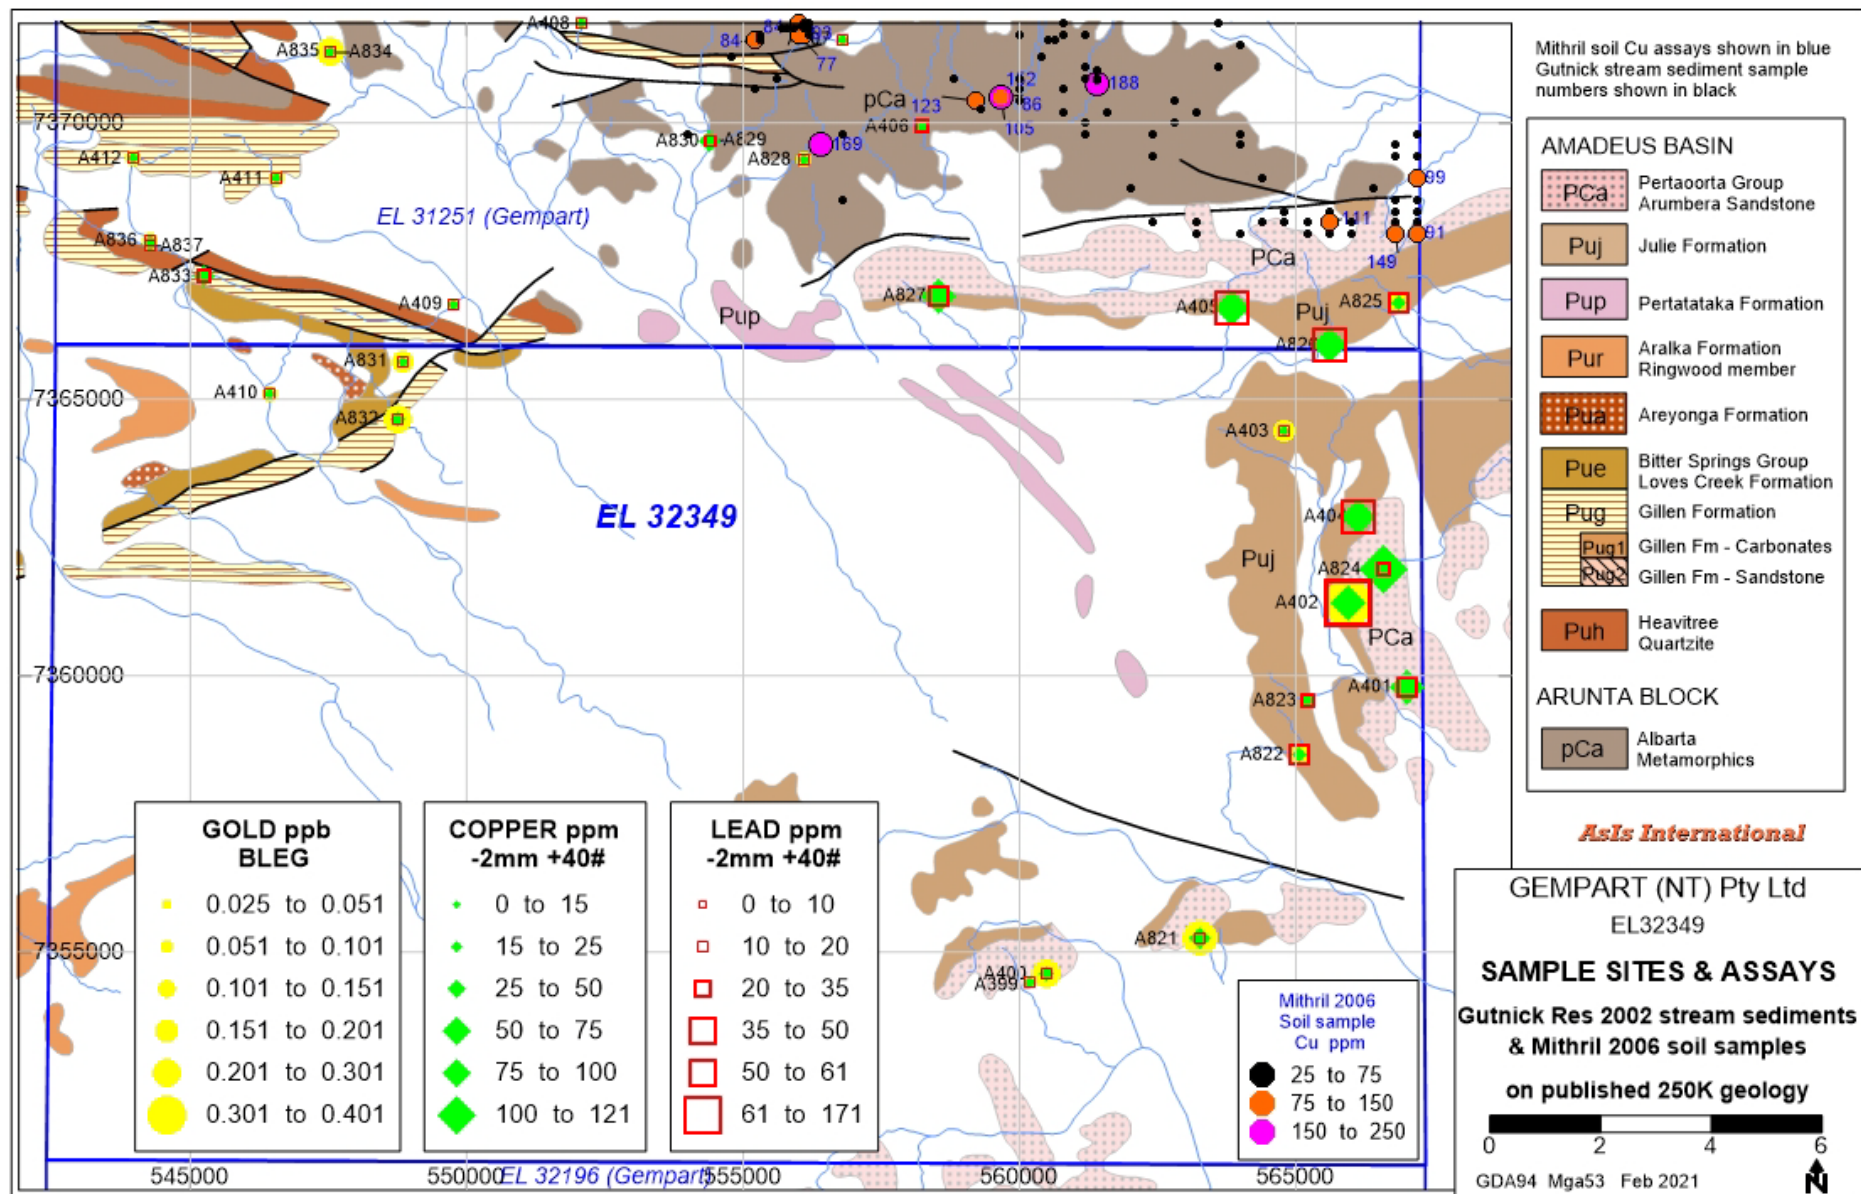 A408
84
84
93
77
A835
A834
Mithril soil Cu assays shown in blue
Gutnick stream sediment sample
numbers shown in black
pCa
123
152
86
105
188
7370000
A406
A830
A829
A828
169
A412
A411
99
EL 31251 (Gempart)
111
91
149
A836
A837
A833
A409
PCa
A827
A405
Puj
A825
Pup
A826
A831
A410
7365000
A832
A403
EL 32349
A404
Puj
A824
A402
PCa
7360000
A401
A823
A822
AMADEUS BASIN
PCa
Pertaoorta Group
Arumbera Sandstone
Puj
Julie Formation
Pup
Pertatataka Formation
Pur
Aralka Formation
Ringwood member
Pua
Areyonga Formation
Pue
Bitter Springs Group
Loves Creek Formation
Pug
Gillen Formation
Pug1
Gillen Fm - Carbonates
Pug2
Gillen Fm - Sandstone
Puh
Heavitree
Quartzite
ARUNTA BLOCK
pCa
Albarta
Metamorphics
AsIs International
GOLD ppb
BLEG
0.025 to 0.051
0.051 to 0.101
0.101 to 0.151
0.151 to 0.201
0.201 to 0.301
0.301 to 0.401
COPPER ppm
-2mm +40#
0 to 15
15 to 25
25 to 50
50 to 75
75 to 100
100 to 121
LEAD ppm
-2mm +40#
0 to 10
10 to 20
20 to 35
35 to 50
50 to 61
61 to 171
A821
7355000
A400
A399
Mithril 2006
Soil sample
Cu ppm
25 to 75
75 to 150
150 to 250
GEMPART (NT) Pty Ltd
EL32349
SAMPLE SITES & ASSAYS
Gutnick Res 2002 stream sediments
& Mithril 2006 soil samples
on published 250K geology
0 2 4 6
GDA94 Mga53 Feb 2021
N
545000
550000
EL 32196 (Gempart)
555000
560000
565000